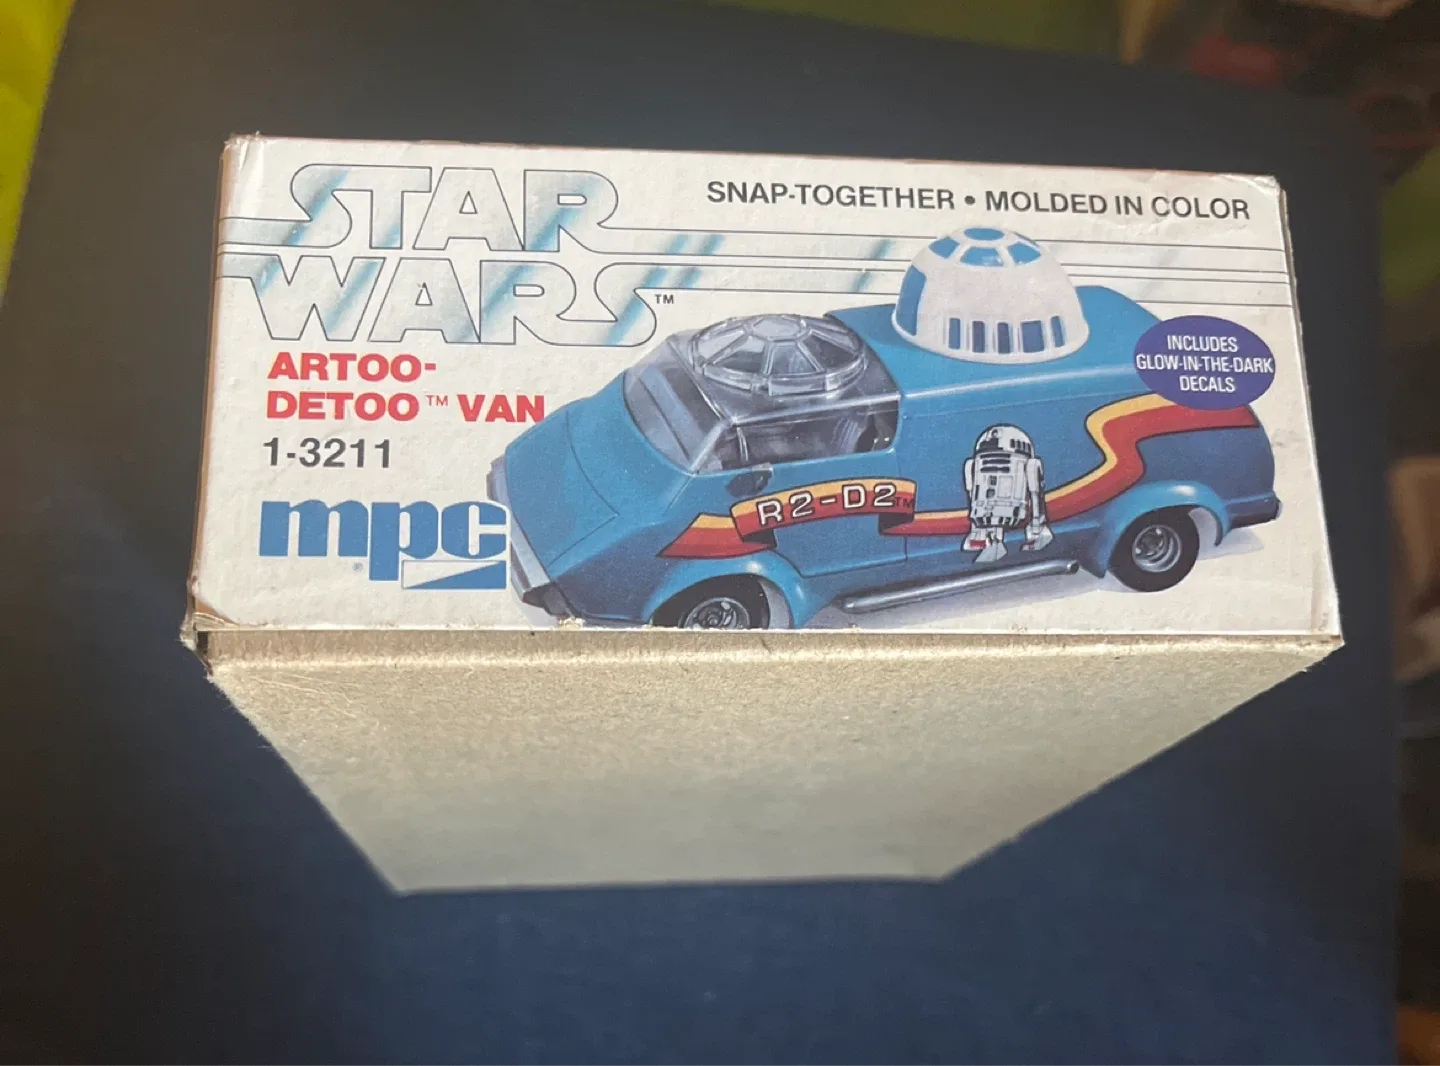 STAR
WARS™
SNAP-TOGETHER • MOLDED IN COLOR
ARTOO-
DETOO™ VAN
1-3211
mpc®
INCLUDES
GLOW-IN-THE-DARK
DECALS
R2-D2™